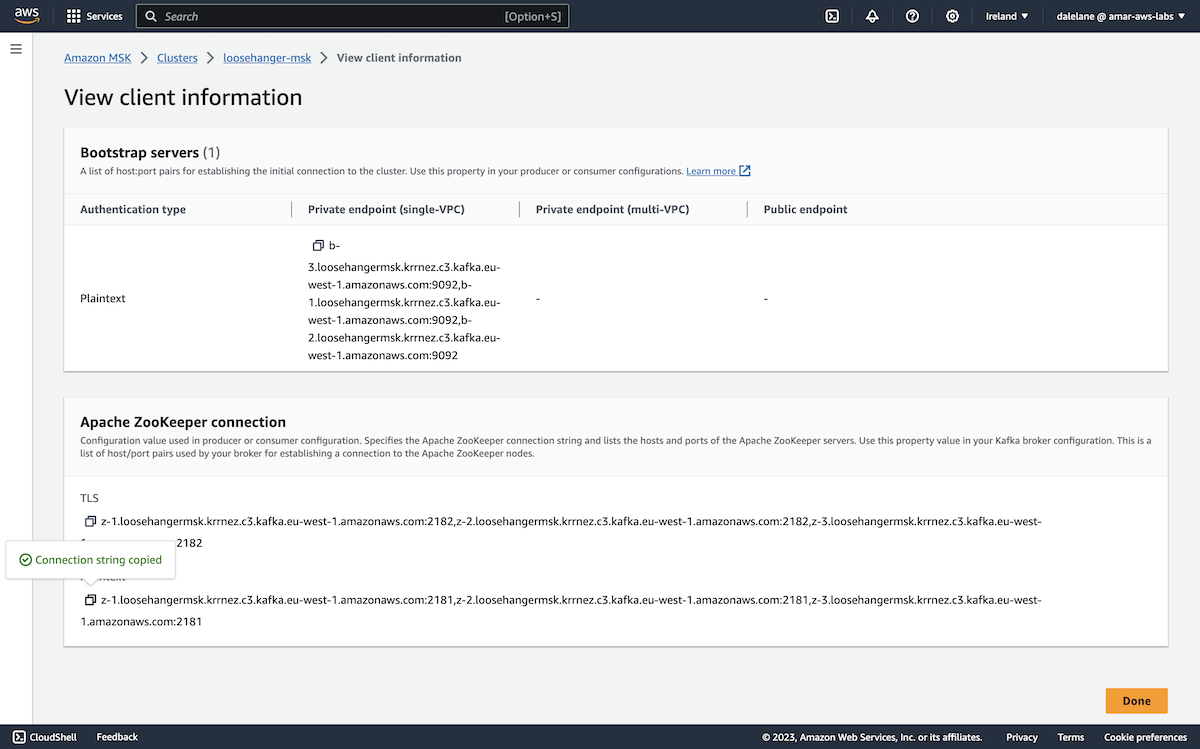 aws
Services
Search
[Option+S]
Ireland ▼
dalelane @ amar-aws-labs ▼
Amazon MSK
Clusters
loosehanger-msk
View client information
View client information
Bootstrap servers (1)
A list of host:port pairs for establishing the initial connection to the cluster. Use this property in your producer or consumer configurations. Learn more
Authentication type
Private endpoint (single-VPC)
Private endpoint (multi-VPC)
Public endpoint
Plaintext
b-
3.loosehangermsk.krrnez.c3.kafka.eu-
west-1.amazonaws.com:9092,b-
1.loosehangermsk.krrnez.c3.kafka.eu-
west-1.amazonaws.com:9092,b-
2.loosehangermsk.krrnez.c3.kafka.eu-
west-1.amazonaws.com:9092
-
-
Apache ZooKeeper connection
Configuration value used in producer or consumer configuration. Specifies the Apache ZooKeeper connection string and lists the hosts and ports of the Apache ZooKeeper servers. Use this property value in your Kafka broker configuration. This is a
list of host/port pairs used by your broker for establishing a connection to the Apache ZooKeeper nodes.
TLS
z-1.loosehangermsk.krrnez.c3.kafka.eu-west-1.amazonaws.com:2182,z-2.loosehangermsk.krrnez.c3.kafka.eu-west-1.amazonaws.com:2182,z-3.loosehangermsk.krrnez.c3.kafka.eu-west-
2182
Connection string copied
z-1.loosehangermsk.krrnez.c3.kafka.eu-west-1.amazonaws.com:2181,z-2.loosehangermsk.krrnez.c3.kafka.eu-west-1.amazonaws.com:2181,z-3.loosehangermsk.krrnez.c3.kafka.eu-west-
1.amazonaws.com:2181
Done
CloudShell
Feedback
© 2023, Amazon Web Services, Inc. or its affiliates.
Privacy
Terms
Cookie preferences